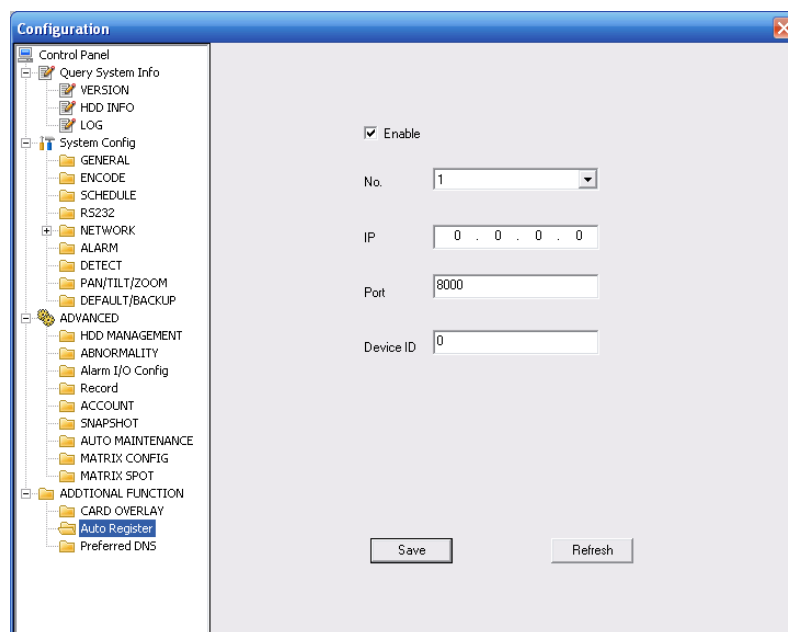 Configuration
Control Panel
Query System Info
VERSION
HDD INFO
LOG
System Config
GENERAL
ENCODE
SCHEDULE
RS232
NETWORK
ALARM
DETECT
PAN/TILT/ZOOM
DEFAULT/BACKUP
ADVANCED
HDD MANAGEMENT
ABNORMALITY
Alarm I/O Config
Record
ACCOUNT
SNAPSHOT
AUTO MAINTENANCE
MATRIX CONFIG
MATRIX SPOT
ADDTIONAL FUNCTION
CARD OVERLAY
Auto Register
Preferred DNS
Enable
No. 1
IP 0 . 0 . 0 . 0
Port 8000
Device ID 0
Save Refresh